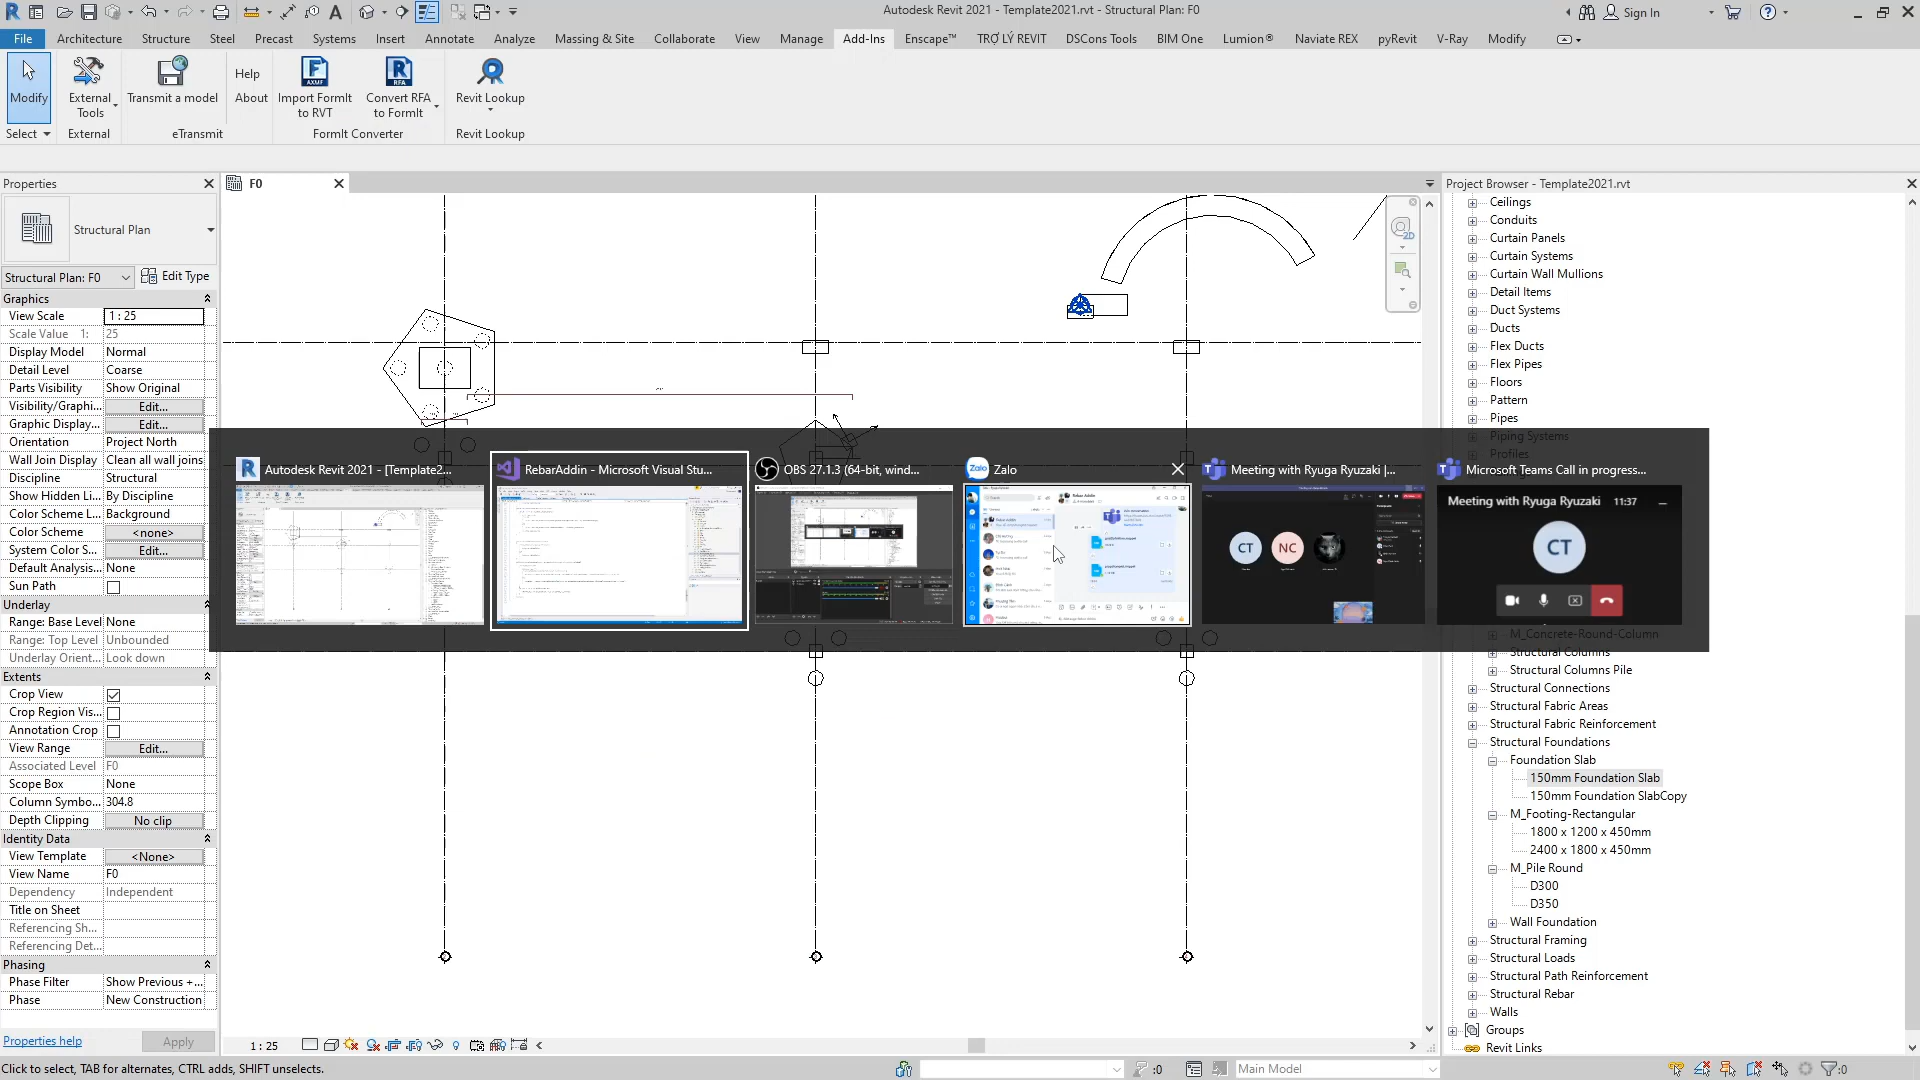 Autodesk Revit 2021 - Template2021.rvt - Structural Plan: F0
Sign In
File Architecture Structure Steel Precast Systems Insert Annotate Analyze Massing & Site Collaborate View Manage Add-Ins Enscape™ TRỢ LÝ REVIT DSCons Tools BIM One Lumion® Naviate REX pyRevit V-Ray Modify
Modify
External Tools
Transmit a model
Help
About
Import FormIt to RVT
Convert RFA to FormIt
Revit Lookup
Select
External
eTransmit
FormIt Converter
Revit Lookup
Properties
F0
Project Browser - Template2021.rvt
Structural Plan
Structural Plan: F0
Edit Type
Graphics
View Scale 1 : 25
Scale Value 1: 25
Display Model Normal
Detail Level Coarse
Parts Visibility Show Original
Visibility/Graphi... Edit...
Graphic Display... Edit...
Orientation Project North
Wall Join Display Clean all wall joins
Discipline Structural
Show Hidden Li... By Discipline
Color Scheme L... Background
Color Scheme <none>
System Color S... Edit...
Default Analysis... None
Sun Path
Underlay
Range: Base Level None
Range: Top Level Unbounded
Underlay Orient... Look down
Extents
Crop View
Crop Region Vis...
Annotation Crop
View Range Edit...
Associated Level F0
Scope Box None
Column Symbo... 304.8
Depth Clipping No clip
Identity Data
View Template <None>
View Name F0
Dependency Independent
Title on Sheet
Referencing Sh...
Referencing Det...
Phasing
Phase Filter Show Previous +...
Phase New Construction
Properties help
Apply
2D
Autodesk Revit 2021 - [Template2...
RebarAddin - Microsoft Visual Stu...
OBS 27.1.3 (64-bit, wind...
Zalo
Meeting with Ryuga Ryuzaki |...
Microsoft Teams Call in progress...
Rebar Addin
CT
NC
Meeting with Ryuga Ryuzaki 11:37
CT
Ceilings
Conduits
Curtain Panels
Curtain Systems
Curtain Wall Mullions
Detail Items
Duct Systems
Ducts
Flex Ducts
Flex Pipes
Floors
Pattern
Pipes
Piping Systems
Profiles
M_Concrete-Round-Column
Structural Columns
Structural Columns Pile
Structural Connections
Structural Fabric Areas
Structural Fabric Reinforcement
Structural Foundations
Foundation Slab
150mm Foundation Slab
150mm Foundation SlabCopy
M_Footing-Rectangular
1800 x 1200 x 450mm
2400 x 1800 x 450mm
M_Pile Round
D300
D350
Wall Foundation
Structural Framing
Structural Loads
Structural Path Reinforcement
Structural Rebar
Walls
Groups
Revit Links
1 : 25
Click to select, TAB for alternates, CTRL adds, SHIFT unselects.
:0
Main Model
:0